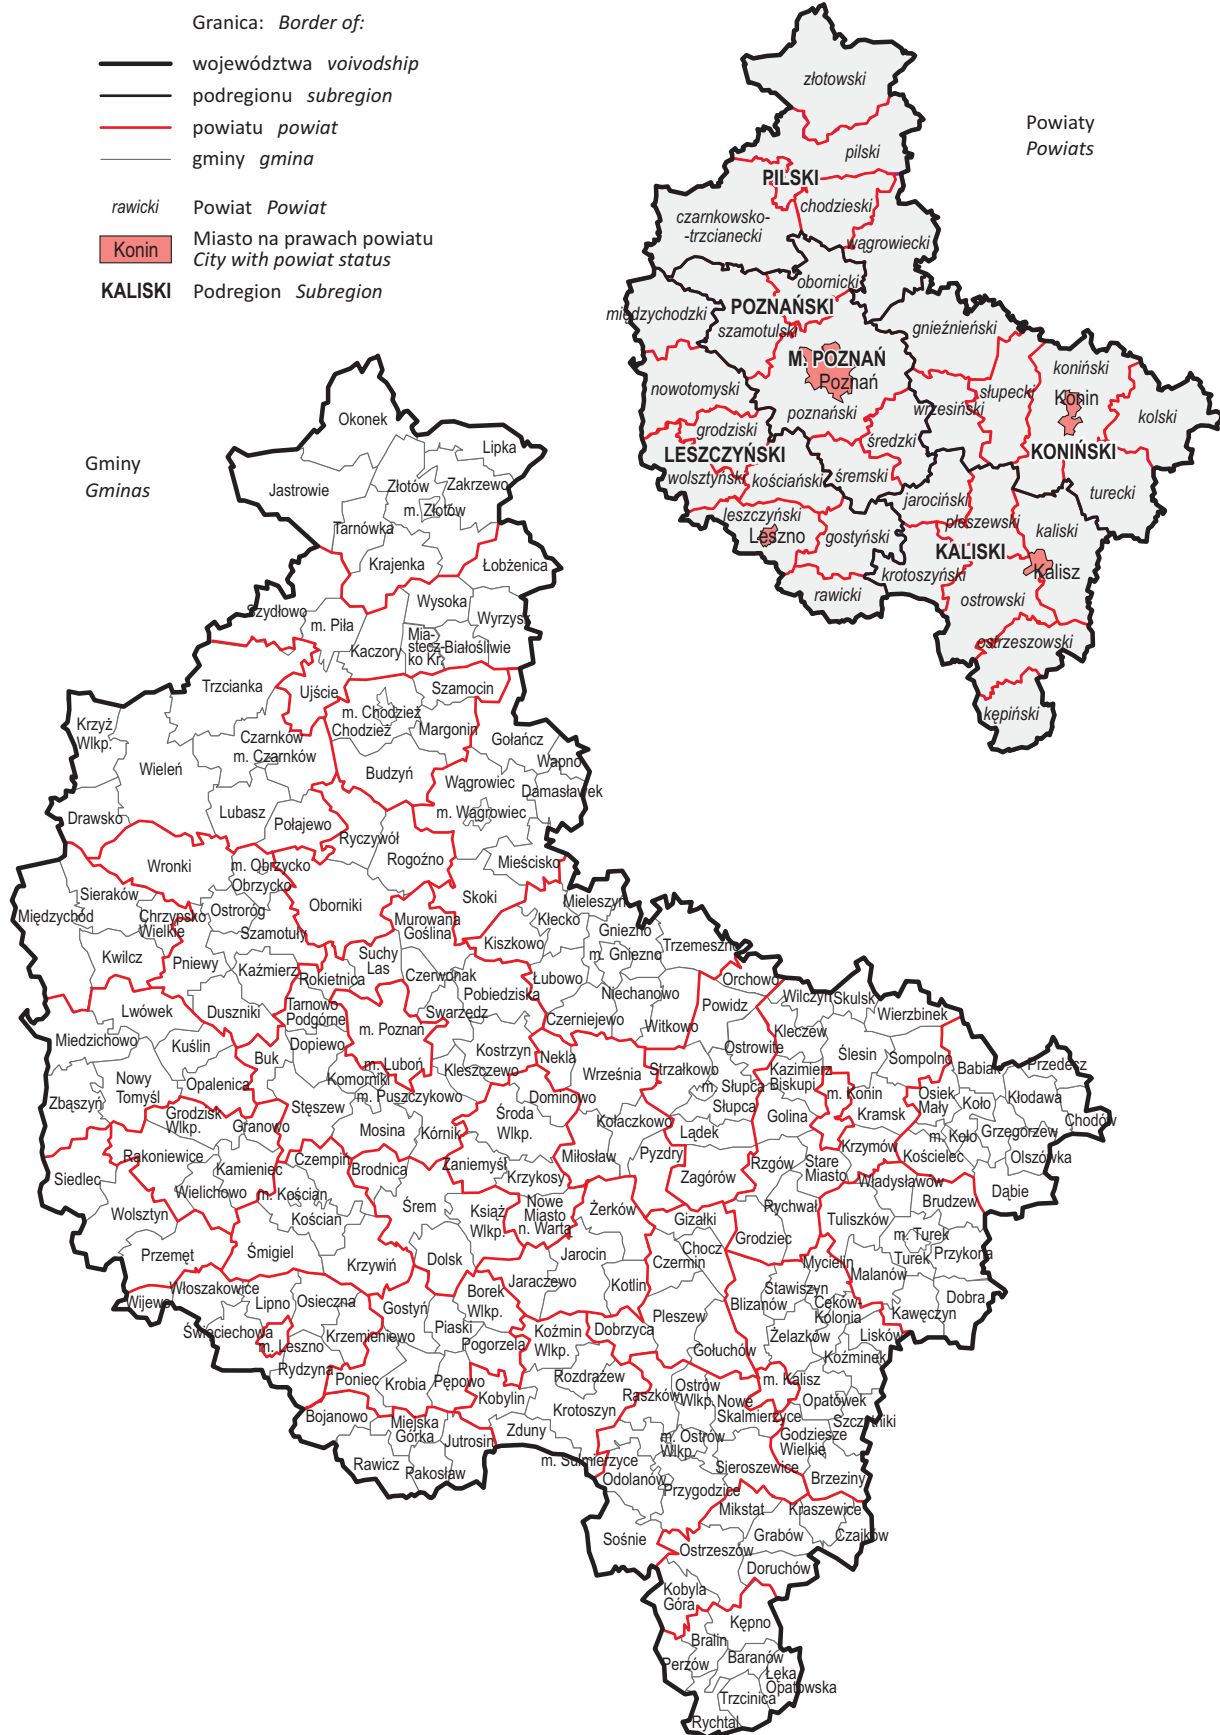 Granica: Border of:
województwa voivodship
podregionu subregion
powiatu powiat
gminy gmina
rawicki Powiat Powiat
Konin Miasto na prawach powiatu
City with powiat status
KALISKI Podregion Subregion
Powiaty
Powiats
złotowski
pilski
PILSKI
chodzieski
czarnkowsko-
-trzcianecki
wągrowiecki
obornicki
międzychodzki
POZNAŃSKI
szamotulski
gnieźnieński
M. POZNAŃ
Poznań
nowotomyski
poznański
wrzesiński
słupecki
koniński
Konin
kolski
grodziski
średzki
LESZCZYŃSKI
KONIŃSKI
wolsztyński
kościański
śremski
jarociński
turecki
leszczyński
Leszno
gostyński
pleszewski
kaliski
KALISKI
krotoszyński
Kalisz
rawicki
ostrowski
ostrzeszowski
kępiński
Gminy
Gminas
Okonek
Lipka
Jastrowie
Złotów
Zakrzewo
m. Złotów
Tarnówka
Krajenka
Łobżenica
Szydłowo
m. Piła
Wysoka
Wyrzysk
Kaczory
Mia-
stecz-
ko Kr.
Białośliwie
Trzcianka
Ujście
Szamocin
m. Chodzież
Chodzież
Margonin
Krzyż
Wlkp.
Czarnków
m. Czarnków
Gołańcz
Wapno
Wieleń
Budzyń
Wągrowiec
Damasławek
m. Wągrowiec
Drawsko
Lubasz
Połajewo
Ryczywół
Rogoźno
Mieścisko
Wronki
m. Obrzycko
Obrzycko
Skoki
Sieraków
Międzychód
Chrzypsko
Wielkie
Ostroróg
Oborniki
Murowana
Goślina
Mieleszyn
Kłecko
Gniezno
Szamotuły
Kiszkowo
m. Gniezno
Trzemeszno
Kwilcz
Pniewy
Kaźmierz
Rokietnica
Suchy
Las
Czerwonak
Łubowo
Orchowo
Pobiedziska
Niechanowo
Powidz
Wilczyn
Skulsk
Wierzbinek
Lwówek
Duszniki
Tarnowo
Podgórne
Swarzędz
Czerniejewo
Witkowo
m. Poznań
Kleczew
Miedzichowo
Kuślin
Buk
Dopiewo
m. Luboń
Kostrzyn
Nekla
Ostrowite
Ślesin
Sompolno
Nowy
Tomyśl
Opalenica
Komorniki
Kleszczewo
Września
Strzałkowo
Kazimierz
Biskupi
Babiak
Przedecz
Zbąszyń
m. Puszczykowo
Dominowo
m. Słupca
Słupca
m. Konin
Osiek
Mały
Koło
Kłodawa
Grodzisk
Wlkp.
Granowo
Stęszew
Środa
Wlkp.
Kołaczkowo
Golina
Kramsk
Chodów
Mosina
Kórnik
Lądek
m. Koło
Grzegorzew
Rakoniewice
Czempiń
Brodnica
Zaniemyśl
Miłosław
Pyzdry
Krzymów
Kościelec
Olszówka
Siedlec
Kamieniec
Krzykosy
Zagórów
Rzgów
Stare
Miasto
Władysławów
Dąbie
Wielichowo
m. Kościan
Śrem
Książ
Wlkp.
Nowe
Miasto
n. Wartą
Żerków
Rychwał
Brudzew
Wolsztyn
Kościan
Gizałki
Tuliszków
m. Turek
Przemęt
Śmigiel
Dolsk
Jarocin
Chocz
Grodziec
Turek
Przykona
Krzywiń
Czermin
Mycielin
Malanów
Włoszakowice
Jaraczewo
Kotlin
Stawiszyn
Dobra
Wijewo
Lipno
Osieczna
Gostyń
Borek
Wlkp.
Blizanów
Ceków-
Kolonia
Kawęczyn
Święciechowa
Krzemieniewo
Piaski
Koźmin
Wlkp.
Dobrzyca
Pleszew
Lisków
m. Leszno
Pogorzela
Gołuchów
Żelazków
Koźminek
Rydzyna
Poniec
Krobia
Pępowo
Rozdrażew
m. Kalisz
Kobylin
Raszków
Ostrów
Wlkp.
Nowe
Skalmierzyce
Opatówek
Bojanowo
Miejska
Górka
Krotoszyn
Szczytniki
Jutrosin
Zduny
m. Ostrów
Wlkp.
Godziesze
Wielkie
Rawicz
Pakosław
m. Sulmierzyce
Sieroszewice
Odolanów
Brzeziny
Przygodzice
Mikstat
Kraszewice
Sośnie
Grabów
Czajków
Ostrzeszów
Doruchów
Kobyla
Góra
Kępno
Bralin
Perzów
Baranów
Łęka
Opatowska
Trzcinica
Rychtal